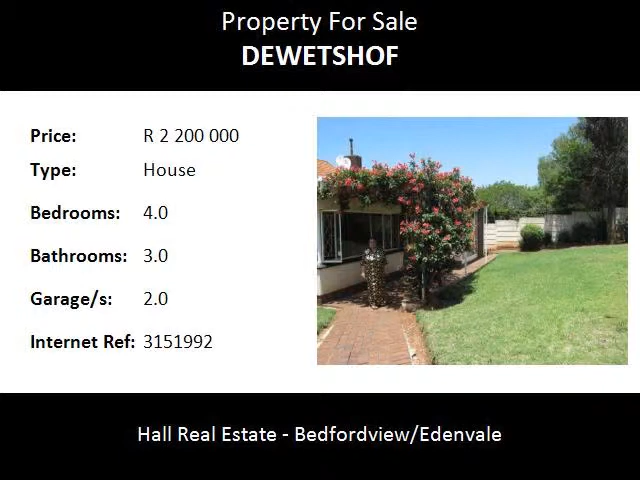 Property For Sale
DEWETSHOF
Price: R 2 200 000
Type: House
Bedrooms: 4.0
Bathrooms: 3.0
Garage/s: 2.0
Internet Ref: 3151992
Hall Real Estate - Bedfordview/Edenvale